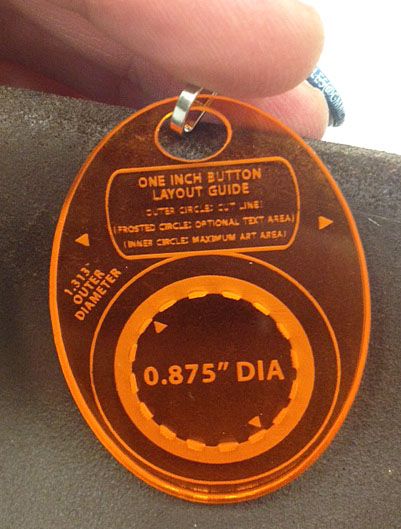 ONE INCH BUTTON
LAYOUT GUIDE
OUTER CIRCLE: CUT LINE!
(FROSTED CIRCLE: OPTIONAL TEXT AREA)
(INNER CIRCLE: MAXIMUM ART AREA)
1.313"
OUTER
DIAMETER
0.875” DIA